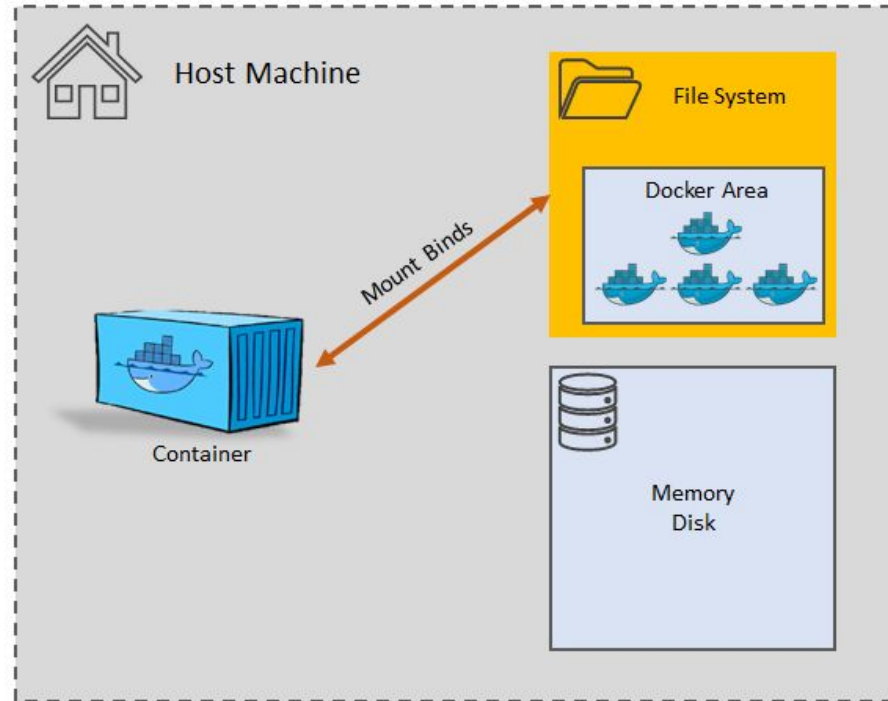 Host Machine
File System
Docker Area
Mount Binds
Container
Memory
Disk